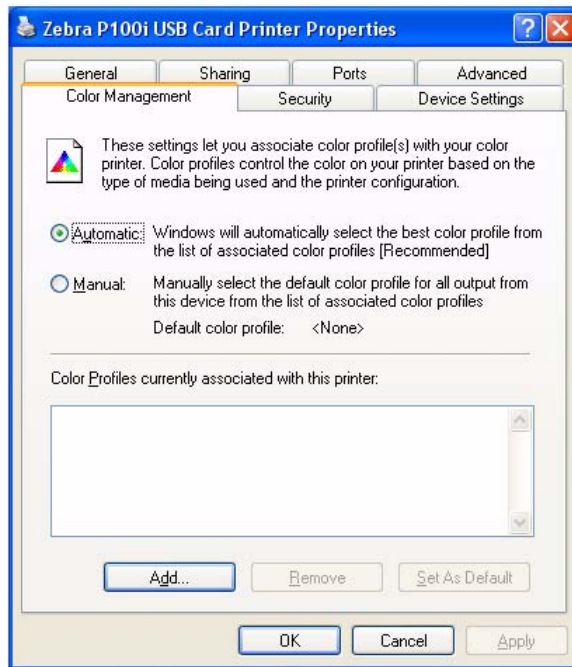 Zebra P100i USB Card Printer Properties
General Sharing Ports Advanced
Color Management Security Device Settings
These settings let you associate color profile(s) with your color
printer. Color profiles control the color on your printer based on the
type of media being used and the printer configuration.
Automatic: Windows will automatically select the best color profile from
the list of associated color profiles [Recommended]
Manual: Manually select the default color profile for all output from
this device from the list of associated color profiles
Default color profile: <None>
Color Profiles currently associated with this printer:
Add... Remove Set As Default
OK Cancel Apply